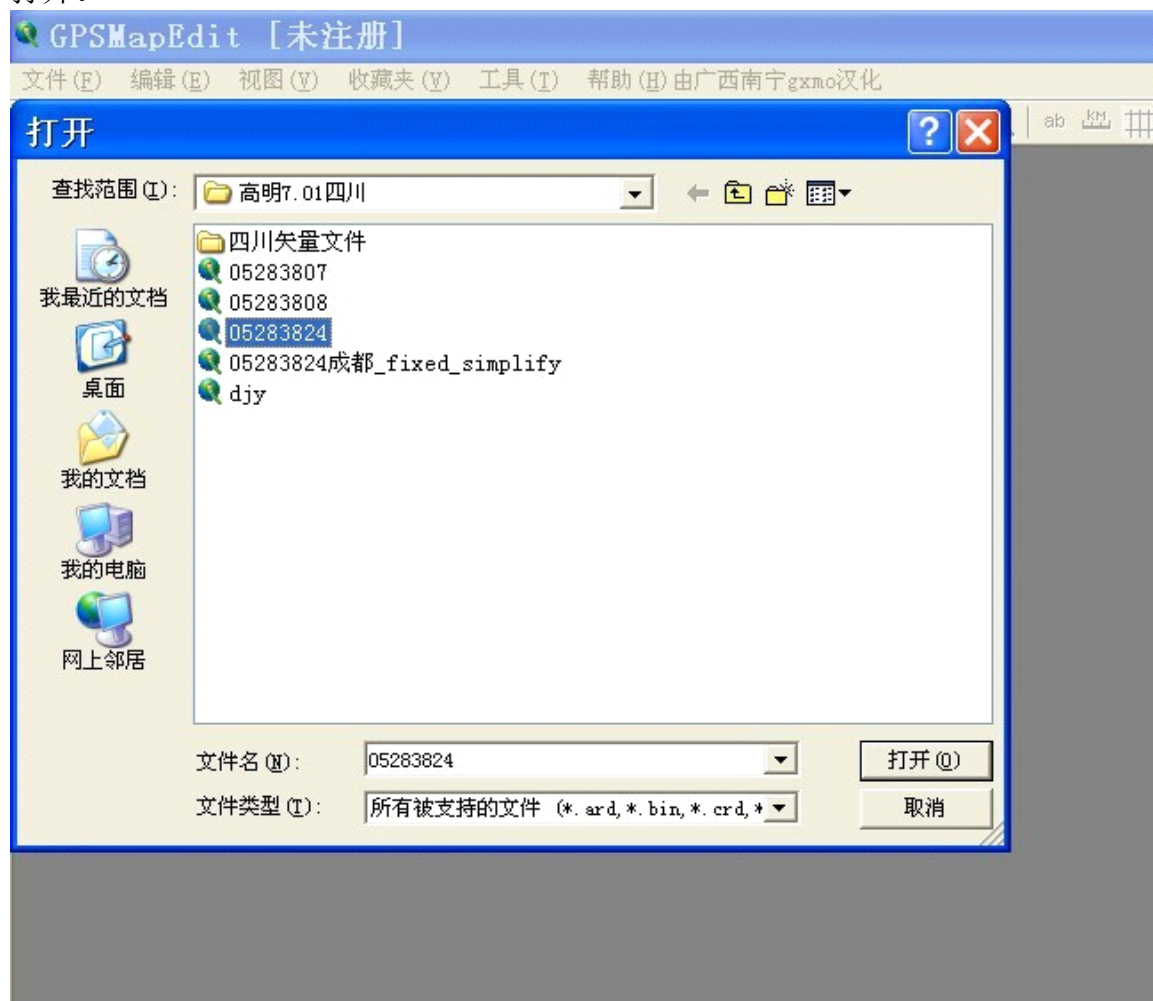 打开。
GPSMapEdit [未注册]
文件(F) 编辑(E) 视图(V) 收藏夹(V) 工具(T) 帮助(H)由广西南宁gxmo汉化
打开
ab KM
查找范围(I): 高明7.01四川
四川矢量文件
05283807
我最近的文档
05283808
05283824
05283824成都_fixed_simplify
桌面
djy
我的文档
我的电脑
网上邻居
文件名(N): 05283824 打开(O)
文件类型(T): 所有被支持的文件 (*.ard,*.bin,*.crd,* 取消